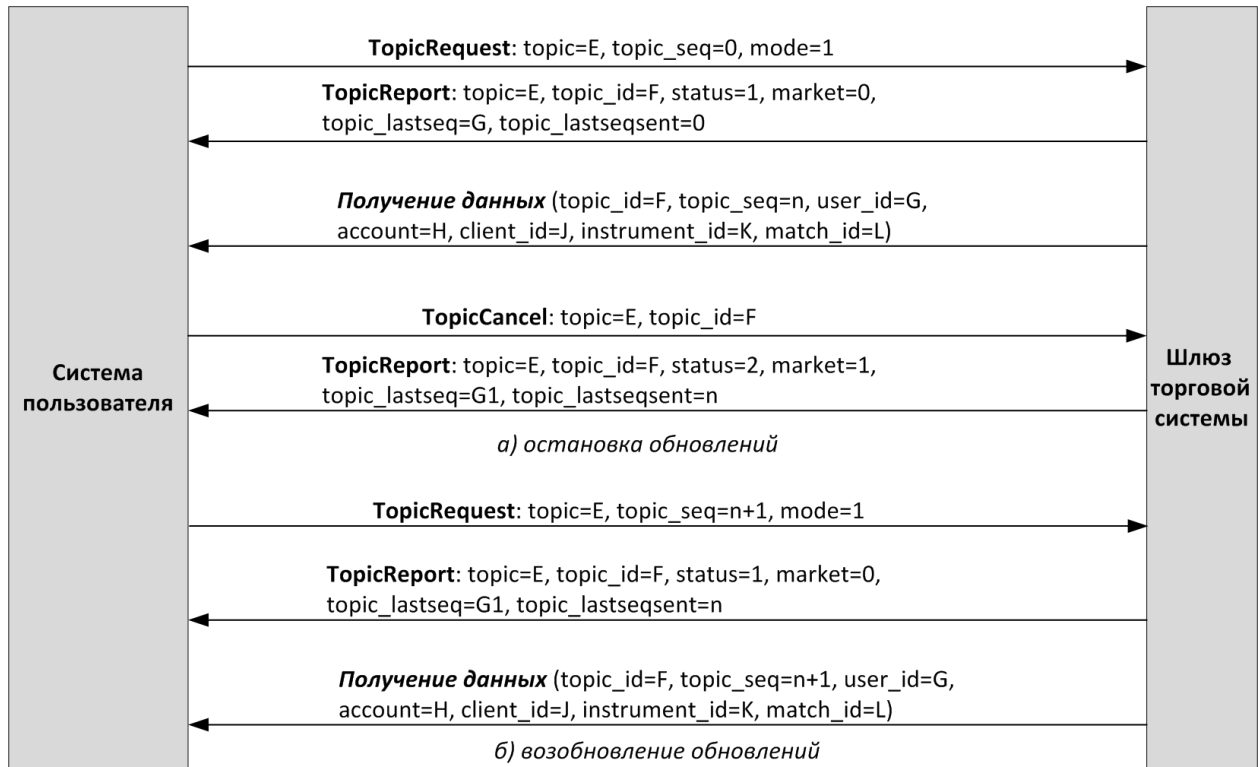 TopicRequest: topic=E, topic_seq=0, mode=1
TopicReport: topic=E, topic_id=F, status=1, market=0,
topic_lastseq=G, topic_lastseqsent=0
Получение данных (topic_id=F, topic_seq=n, user_id=G,
account=H, client_id=J, instrument_id=K, match_id=L)
TopicCancel: topic=E, topic_id=F
TopicReport: topic=E, topic_id=F, status=2, market=1,
topic_lastseq=G1, topic_lastseqsent=n
Система
пользователя
Шлюз
торговой
системы
а) остановка обновлений
TopicRequest: topic=E, topic_seq=n+1, mode=1
TopicReport: topic=E, topic_id=F, status=1, market=0,
topic_lastseq=G1, topic_lastseqsent=n
Получение данных (topic_id=F, topic_seq=n+1, user_id=G,
account=H, client_id=J, instrument_id=K, match_id=L)
б) возобновление обновлений